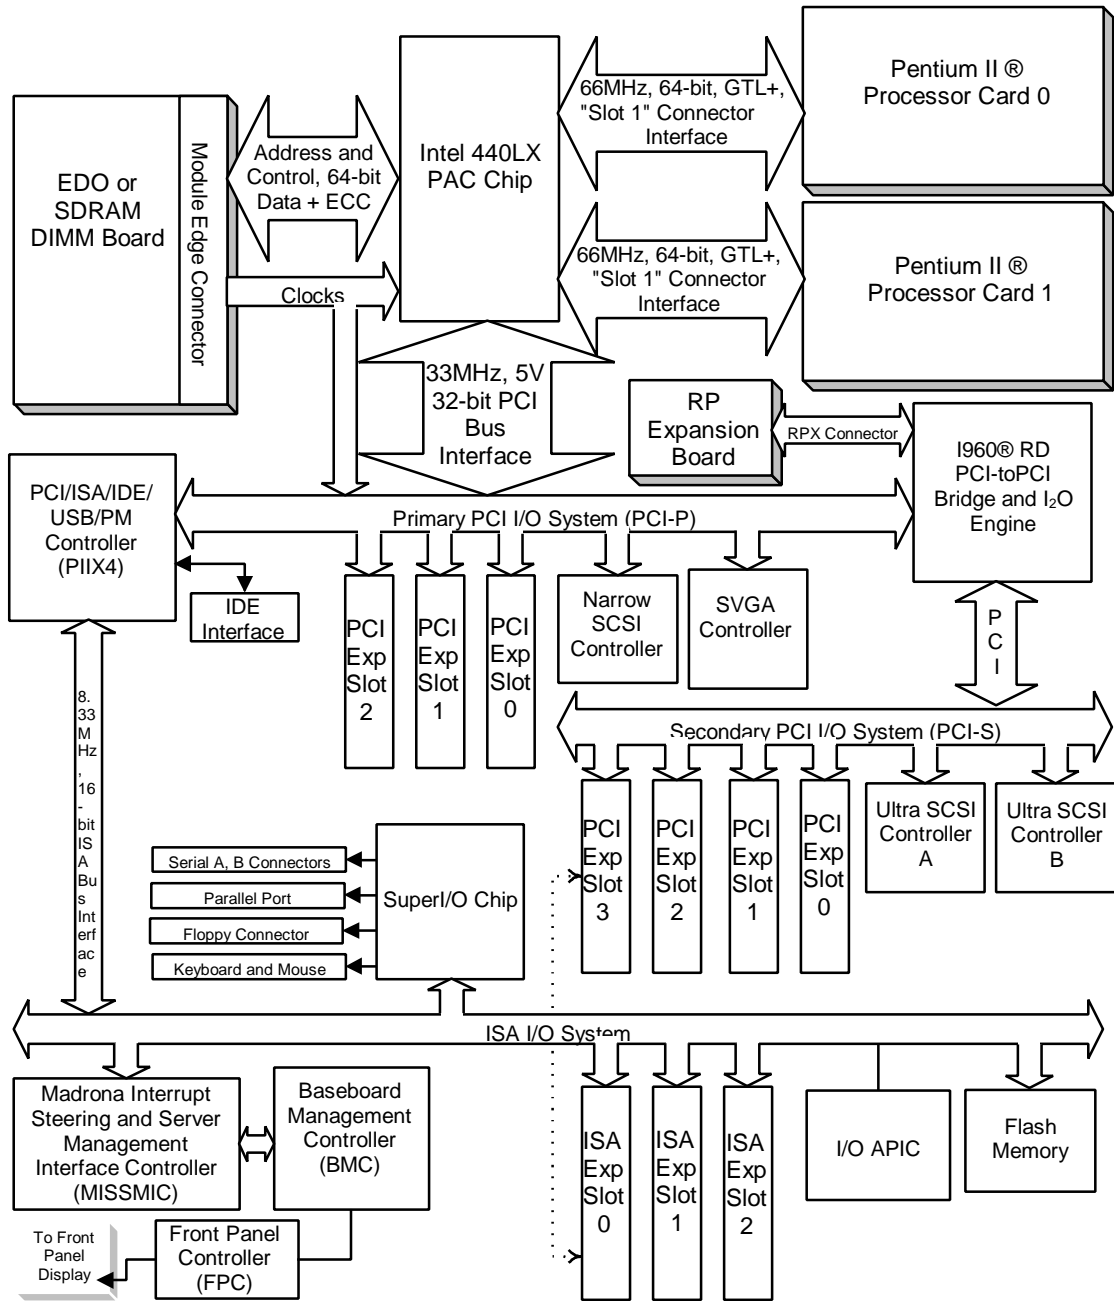 Pentium II ®
Processor Card 0
66MHz, 64-bit, GTL+,
"Slot 1" Connector
Interface
Intel 440LX
PAC Chip
Address and
Control, 64-bit
Data + ECC
EDO or
SDRAM
DIMM Board
Module Edge Connector
Clocks
66MHz, 64-bit, GTL+,
"Slot 1" Connector
Interface
Pentium II ®
Processor Card 1
33MHz, 5V
32-bit PCI
Bus
Interface
RP
Expansion
Board
RPX Connector
I960® RD
PCI-toPCI
Bridge and I₂O
Engine
PCI/ISA/IDE/
USB/PM
Controller
(PIIX4)
Primary PCI I/O System (PCI-P)
IDE
Interface
PCI
Exp
Slot
2
PCI
Exp
Slot
1
PCI
Exp
Slot
0
Narrow
SCSI
Controller
SVGA
Controller
P
C
I
8.
33
M
Hz
,
16
-
bit
IS
A
Bu
s
Int
erf
ac
e
Secondary PCI I/O System (PCI-S)
PCI
Exp
Slot
3
PCI
Exp
Slot
2
PCI
Exp
Slot
1
PCI
Exp
Slot
0
Ultra SCSI
Controller
A
Ultra SCSI
Controller
B
Serial A, B Connectors
Parallel Port
Floppy Connector
Keyboard and Mouse
SuperI/O Chip
ISA I/O System
Madrona Interrupt
Steering and Server
Management
Interface Controller
(MISSMIC)
Baseboard
Management
Controller
(BMC)
ISA
Exp
Slot
0
ISA
Exp
Slot
1
ISA
Exp
Slot
2
I/O APIC
Flash
Memory
To Front
Panel
Display
Front Panel
Controller
(FPC)